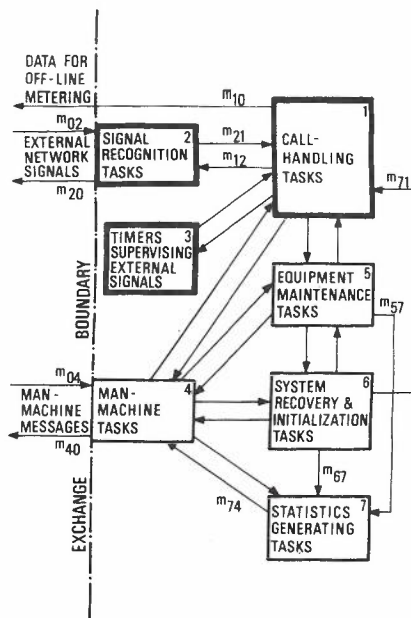 DATA FOR
OFF-LINE
METERING
m10
1
CALL-
HANDLING
TASKS
m02
EXTERNAL
NETWORK
SIGNALS
m20
2
SIGNAL
RECOGNITION
TASKS
m21
m12
m71
3
TIMERS
SUPERVISING
EXTERNAL
SIGNALS
BOUNDARY
5
EQUIPMENT
MAINTENANCE
TASKS
m57
m04
MAN-
MACHINE
MESSAGES
m40
4
MAN-
MACHINE
TASKS
6
SYSTEM
RECOVERY &
INITIALIZATION
TASKS
m67
m74
7
STATISTICS
GENERATING
TASKS
EXCHANGE